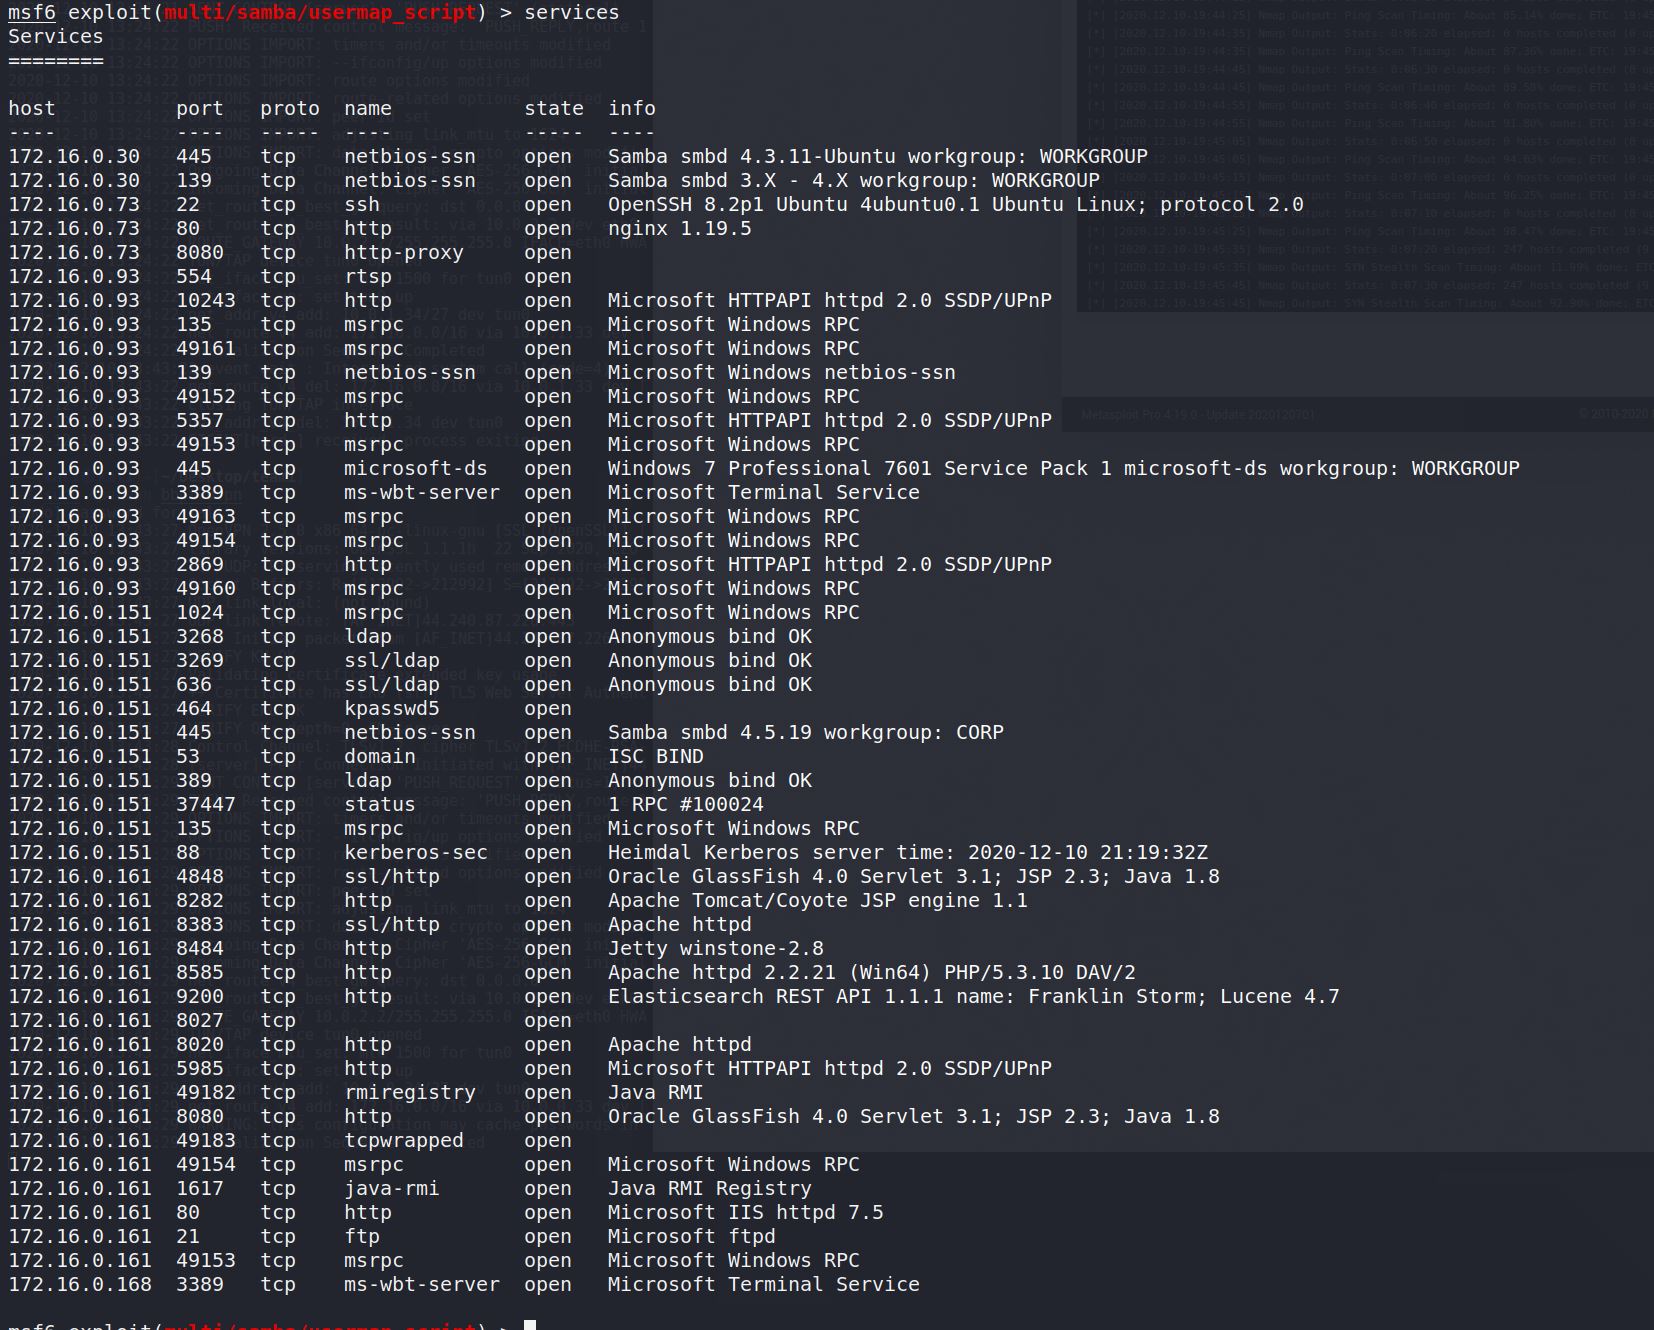 msf6 exploit(multi/samba/usermap_script) > services
Services
========
host port proto name state info
---- ---- ----- ---- ----- ----
172.16.0.30 445 tcp netbios-ssn open Samba smbd 4.3.11-Ubuntu workgroup: WORKGROUP
172.16.0.30 139 tcp netbios-ssn open Samba smbd 3.X - 4.X workgroup: WORKGROUP
172.16.0.73 22 tcp ssh open OpenSSH 8.2p1 Ubuntu 4ubuntu0.1 Ubuntu Linux; protocol 2.0
172.16.0.73 80 tcp http open nginx 1.19.5
172.16.0.73 8080 tcp http-proxy open
172.16.0.93 554 tcp rtsp open
172.16.0.93 10243 tcp http open Microsoft HTTPAPI httpd 2.0 SSDP/UPnP
172.16.0.93 135 tcp msrpc open Microsoft Windows RPC
172.16.0.93 49161 tcp msrpc open Microsoft Windows RPC
172.16.0.93 139 tcp netbios-ssn open Microsoft Windows netbios-ssn
172.16.0.93 49152 tcp msrpc open Microsoft Windows RPC
172.16.0.93 5357 tcp http open Microsoft HTTPAPI httpd 2.0 SSDP/UPnP
172.16.0.93 49153 tcp msrpc open Microsoft Windows RPC
172.16.0.93 445 tcp microsoft-ds open Windows 7 Professional 7601 Service Pack 1 microsoft-ds workgroup: WORKGROUP
172.16.0.93 3389 tcp ms-wbt-server open Microsoft Terminal Service
172.16.0.93 49163 tcp msrpc open Microsoft Windows RPC
172.16.0.93 49154 tcp msrpc open Microsoft Windows RPC
172.16.0.93 2869 tcp http open Microsoft HTTPAPI httpd 2.0 SSDP/UPnP
172.16.0.93 49160 tcp msrpc open Microsoft Windows RPC
172.16.0.151 1024 tcp msrpc open Microsoft Windows RPC
172.16.0.151 3268 tcp ldap open Anonymous bind OK
172.16.0.151 3269 tcp ssl/ldap open Anonymous bind OK
172.16.0.151 636 tcp ssl/ldap open Anonymous bind OK
172.16.0.151 464 tcp kpasswd5 open
172.16.0.151 445 tcp netbios-ssn open Samba smbd 4.5.19 workgroup: CORP
172.16.0.151 53 tcp domain open ISC BIND
172.16.0.151 389 tcp ldap open Anonymous bind OK
172.16.0.151 37447 tcp status open 1 RPC #100024
172.16.0.151 135 tcp msrpc open Microsoft Windows RPC
172.16.0.151 88 tcp kerberos-sec open Heimdal Kerberos server time: 2020-12-10 21:19:32Z
172.16.0.161 4848 tcp ssl/http open Oracle GlassFish 4.0 Servlet 3.1; JSP 2.3; Java 1.8
172.16.0.161 8282 tcp http open Apache Tomcat/Coyote JSP engine 1.1
172.16.0.161 8383 tcp ssl/http open Apache httpd
172.16.0.161 8484 tcp http open Jetty winstone-2.8
172.16.0.161 8585 tcp http open Apache httpd 2.2.21 (Win64) PHP/5.3.10 DAV/2
172.16.0.161 9200 tcp http open Elasticsearch REST API 1.1.1 name: Franklin Storm; Lucene 4.7
172.16.0.161 8027 tcp open
172.16.0.161 8020 tcp http open Apache httpd
172.16.0.161 5985 tcp http open Microsoft HTTPAPI httpd 2.0 SSDP/UPnP
172.16.0.161 49182 tcp rmiregistry open Java RMI
172.16.0.161 8080 tcp http open Oracle GlassFish 4.0 Servlet 3.1; JSP 2.3; Java 1.8
172.16.0.161 49183 tcp tcpwrapped open
172.16.0.161 49154 tcp msrpc open Microsoft Windows RPC
172.16.0.161 1617 tcp java-rmi open Java RMI Registry
172.16.0.161 80 tcp http open Microsoft IIS httpd 7.5
172.16.0.161 21 tcp ftp open Microsoft ftpd
172.16.0.161 49153 tcp msrpc open Microsoft Windows RPC
172.16.0.168 3389 tcp ms-wbt-server open Microsoft Terminal Service
msf6 exploit(multi/samba/usermap_script) >
Metasploit Pro 4.19.0 - Update 2020120701
© 2010-2020